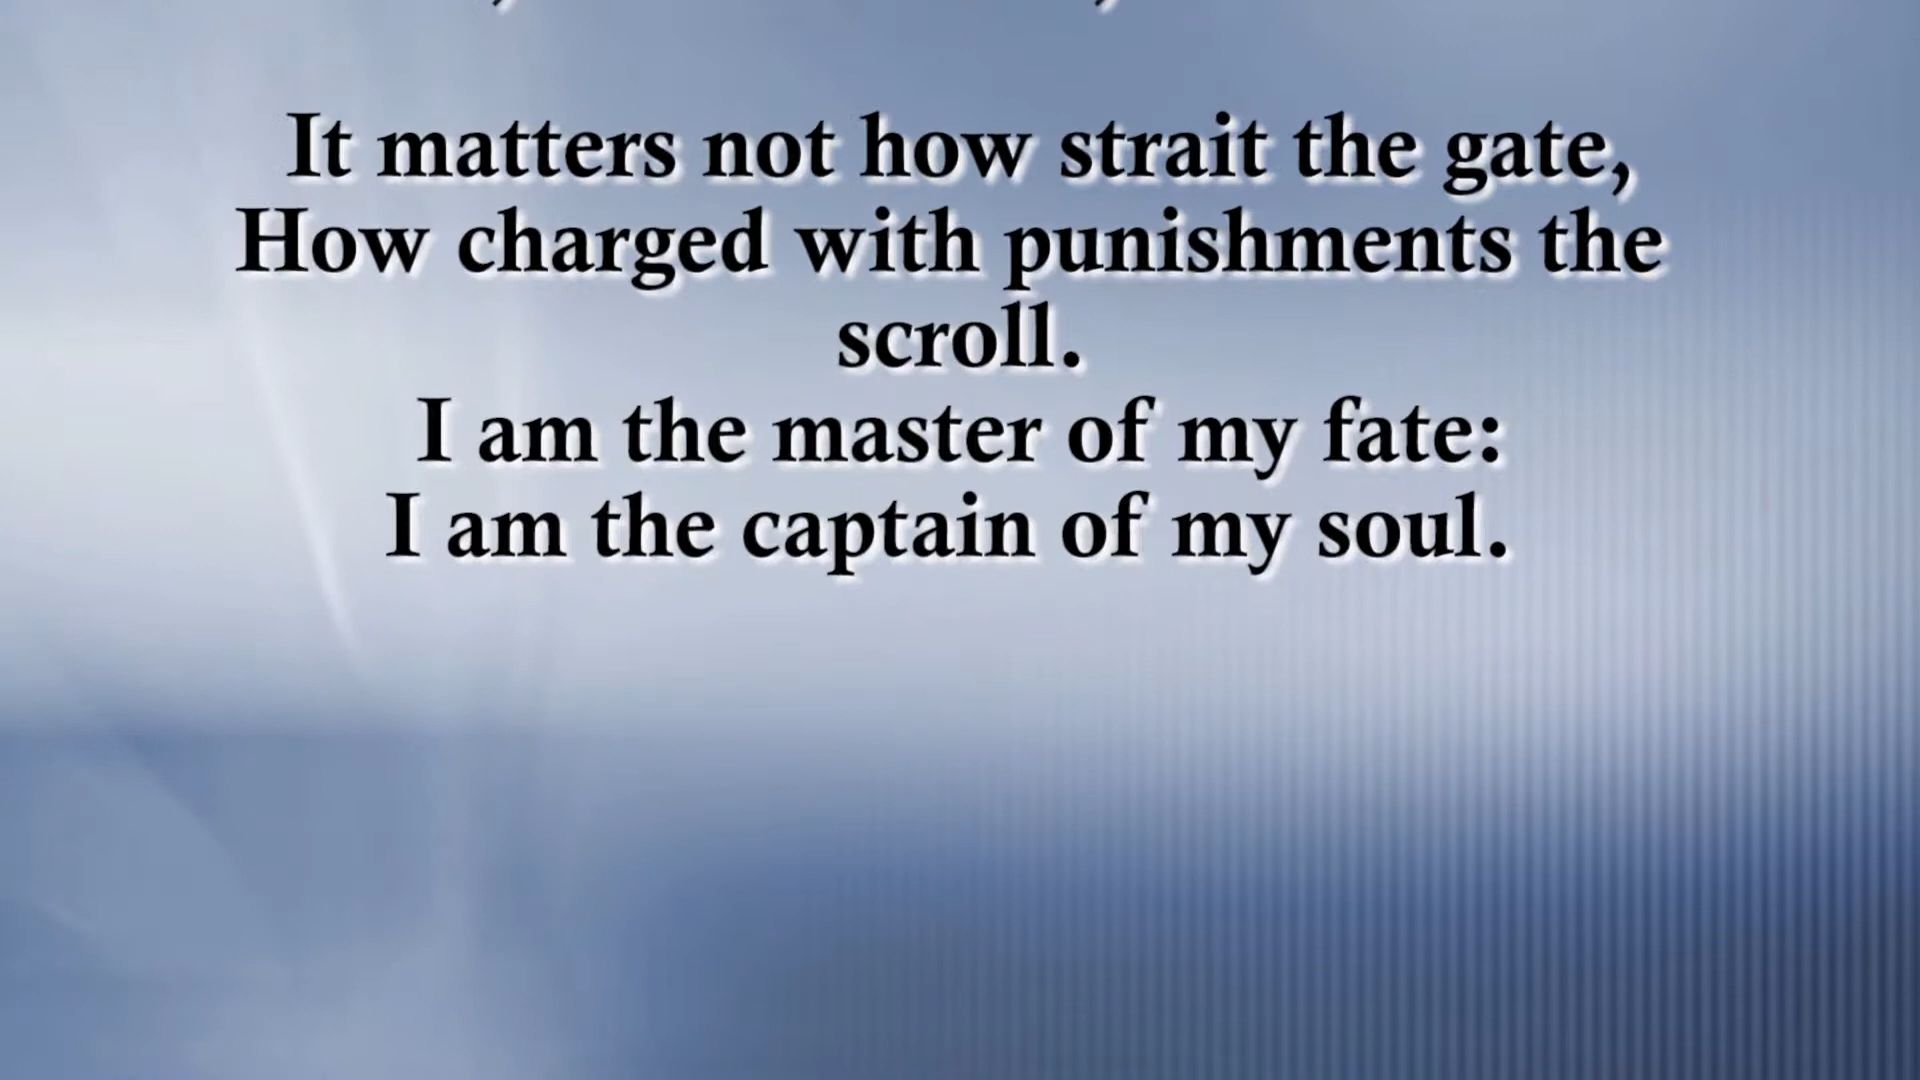 It matters not how strait the gate,
How charged with punishments the
scroll.
I am the master of my fate:
I am the captain of my soul.